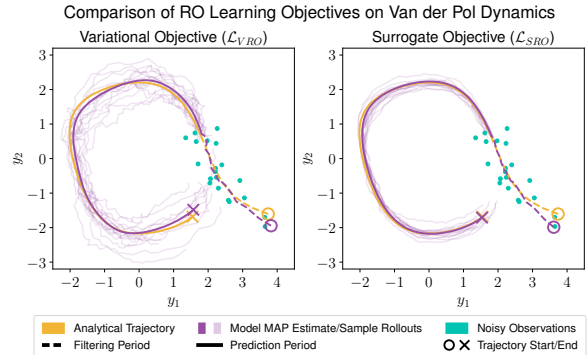 Comparison of RO Learning Objectives on Van der Pol Dynamics
Variational Objective (ℒ_VRO)
Surrogate Objective (ℒ_SRO)
3
2
1
0
−1
−2
−3
y₂
−2 −1 0 1 2 3 4
y₁
3
2
1
0
−1
−2
−3
−2 −1 0 1 2 3 4
y₁
Analytical Trajectory
Model MAP Estimate/Sample Rollouts
Noisy Observations
Filtering Period
Prediction Period
Trajectory Start/End